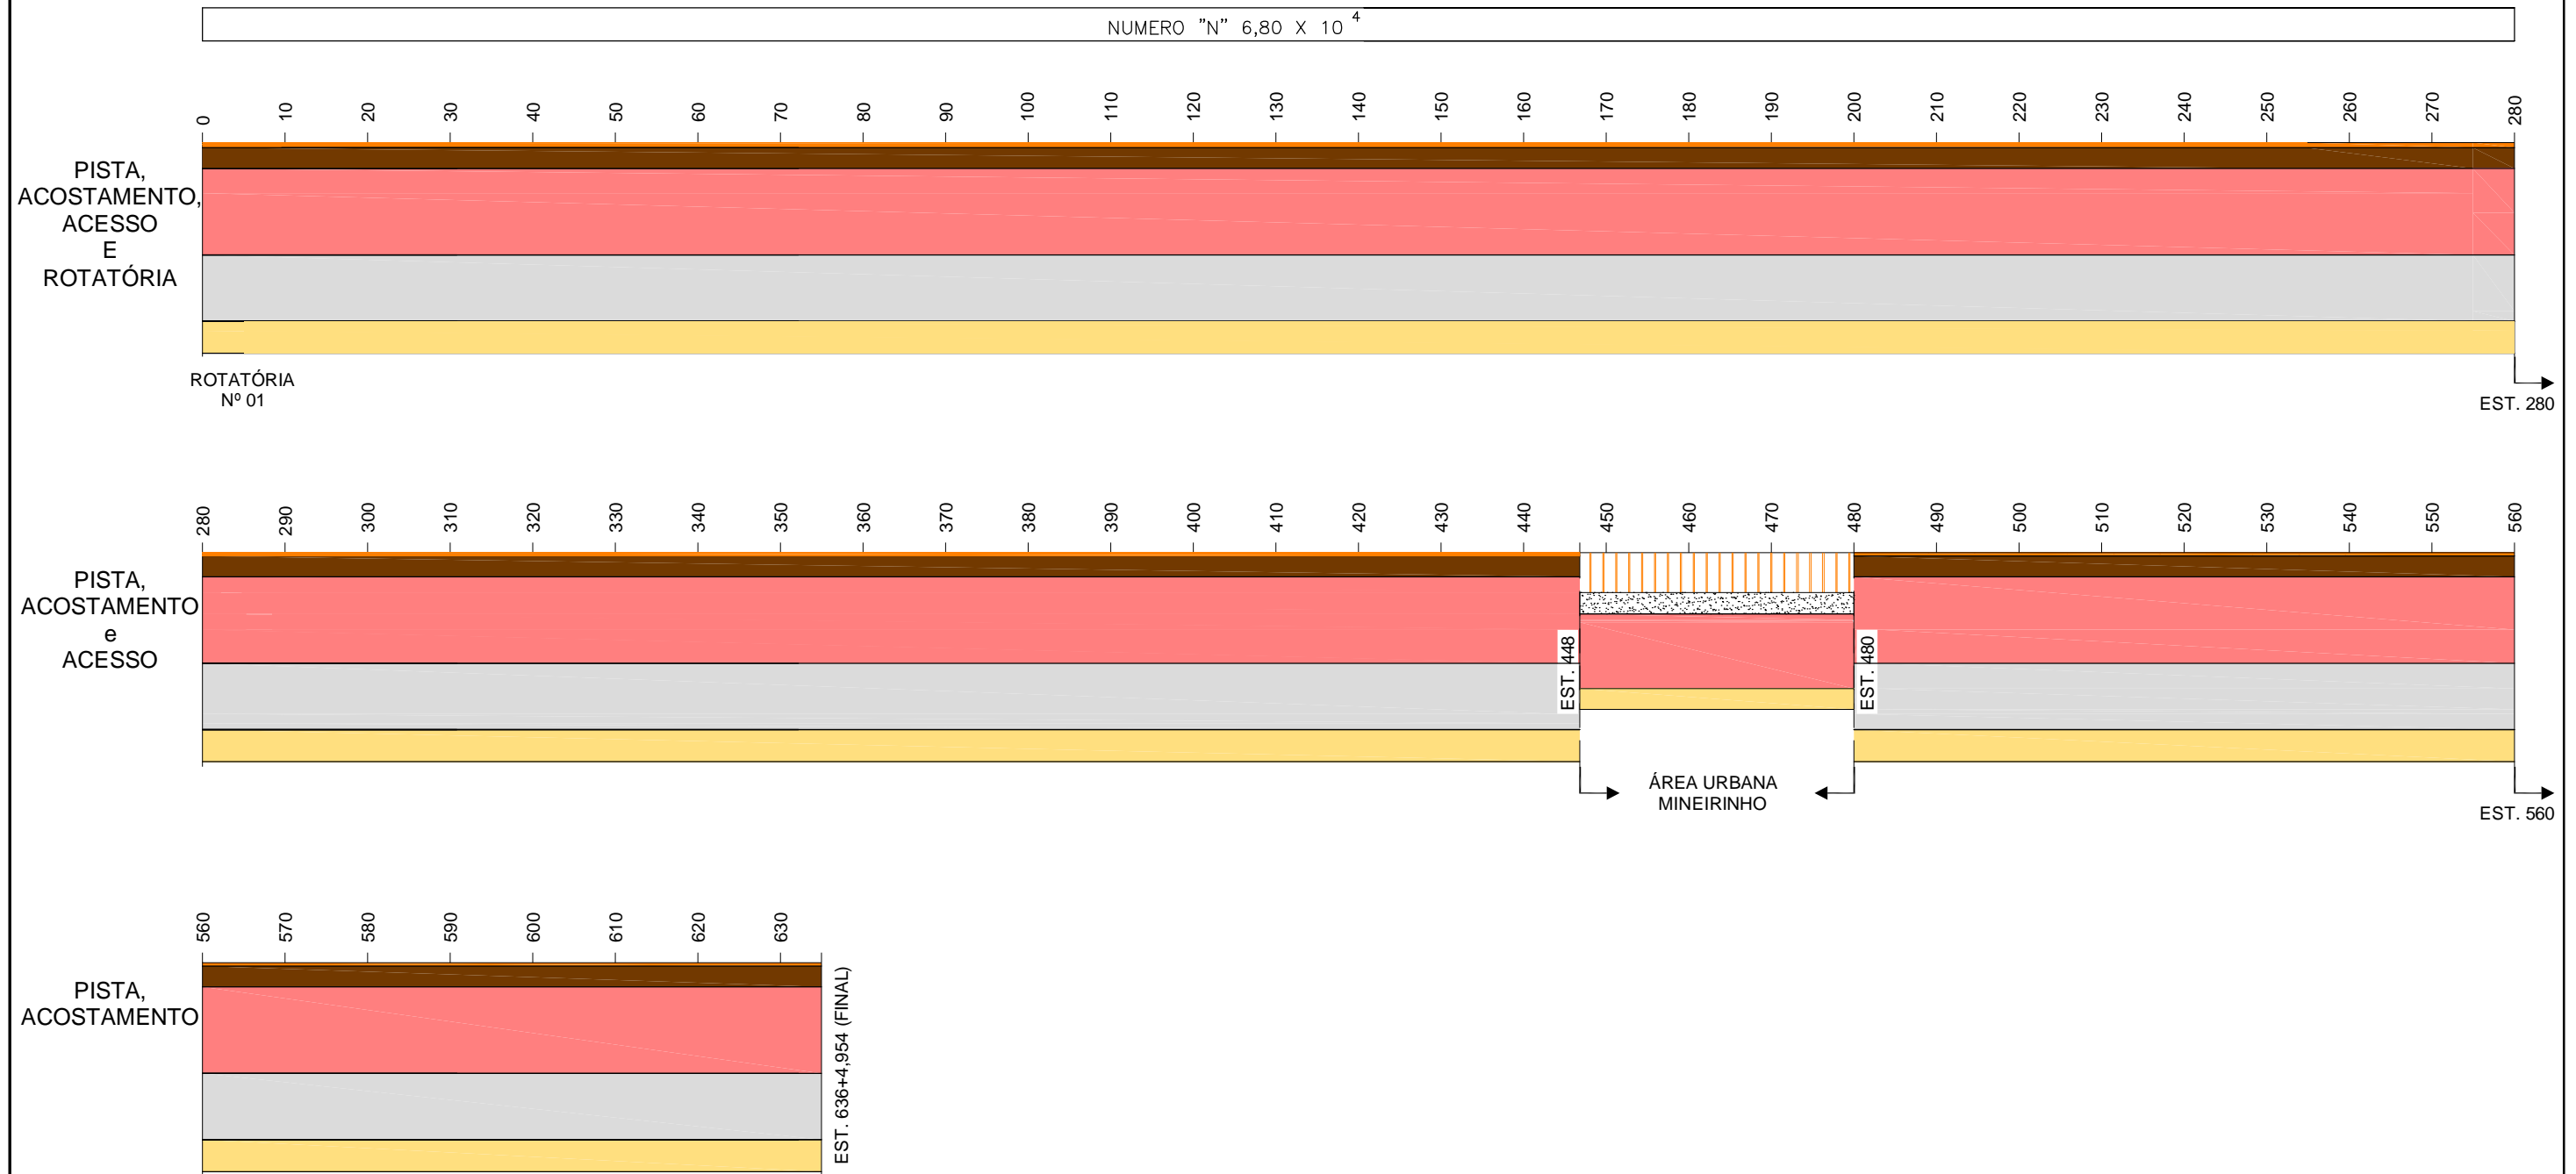 NUMERO "N" 6,80 X 10 4
0 10 20 30 40 50 60 70 80 90 100 110 120 130 140 150 160 170 180 190 200 210 220 230 240 250 260 270 280
PISTA,
ACOSTAMENTO,
ACESSO
E
ROTATÓRIA
ROTATÓRIA
Nº 01
EST. 280
280 290 300 310 320 330 340 350 360 370 380 390 400 410 420 430 440 450 460 470 480 490 500 510 520 530 540 550 560
PISTA,
ACOSTAMENTO
e
ACESSO
EST. 448
EST. 480
ÁREA URBANA
MINEIRINHO
EST. 560
560 570 580 590 600 610 620 630
PISTA,
ACOSTAMENTO
EST. 636+4,954 (FINAL)